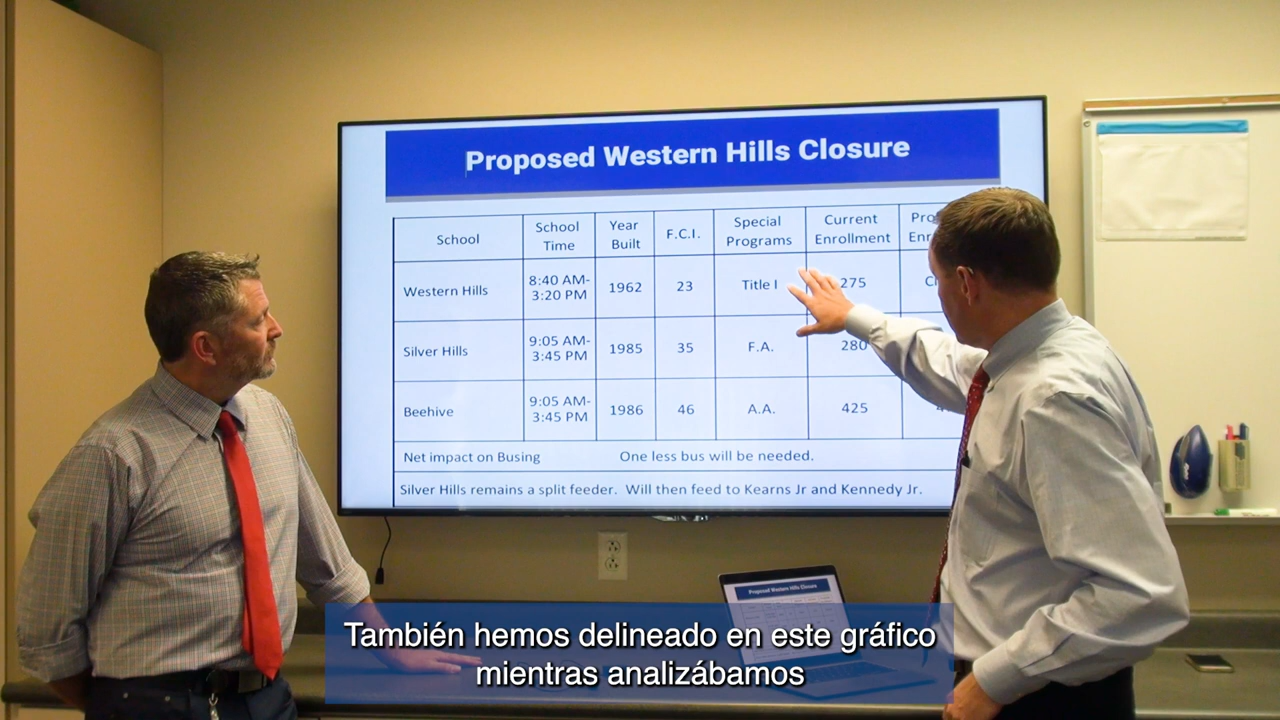 Proposed Western Hills Closure
School
School Time
Year Built
F.C.I.
Special Programs
Current Enrollment
Western Hills
8:40 AM-
3:20 PM
1962
23
Title I
275
Silver Hills
9:05 AM-
3:45 PM
1985
35
F.A.
280
Beehive
9:05 AM-
3:45 PM
1986
46
A.A.
425
Net impact on Busing
One less bus will be needed.
Silver Hills remains a split feeder. Will then feed to Kearns Jr and Kennedy Jr.
Proposed Western Hills Closure
También hemos delineado en este gráfico
mientras analizábamos